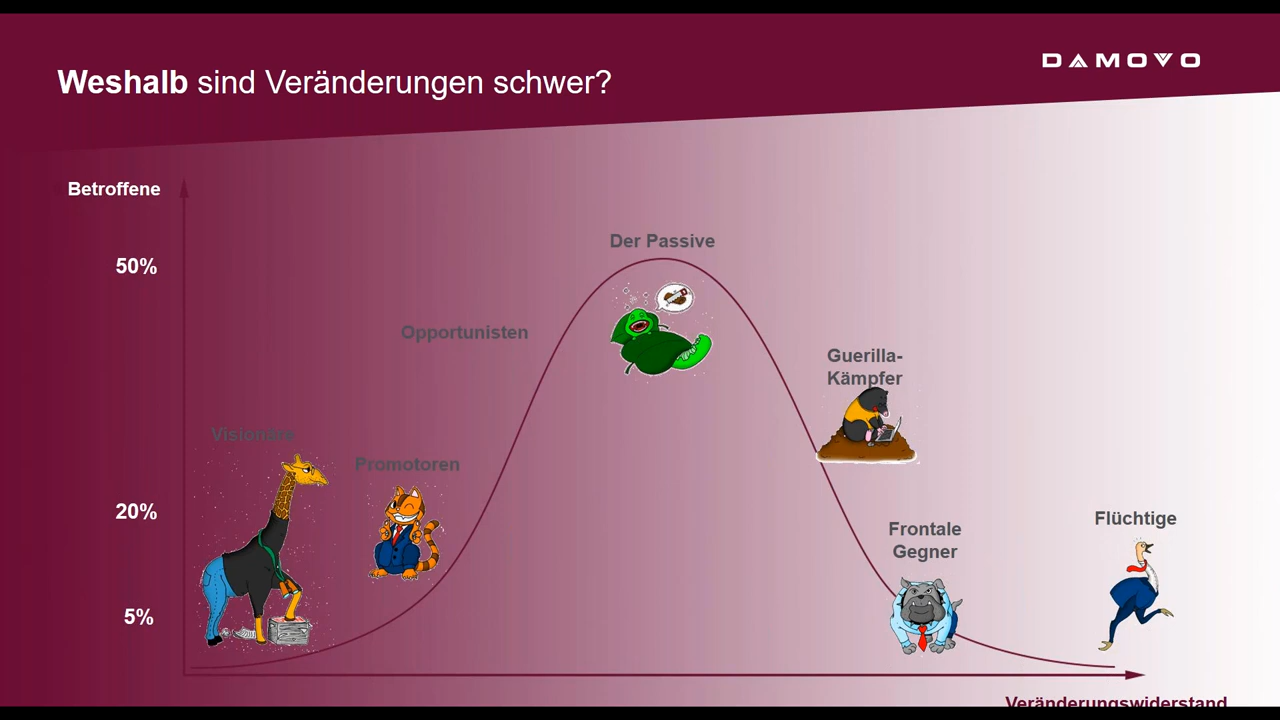 Weshalb sind Veränderungen schwer?
DAMOVO
Betroffene
50%
20%
5%
Visionäre
Promotoren
Opportunisten
Der Passive
Guerilla-
Kämpfer
Frontale
Gegner
Flüchtige
Veränderungswiderstand